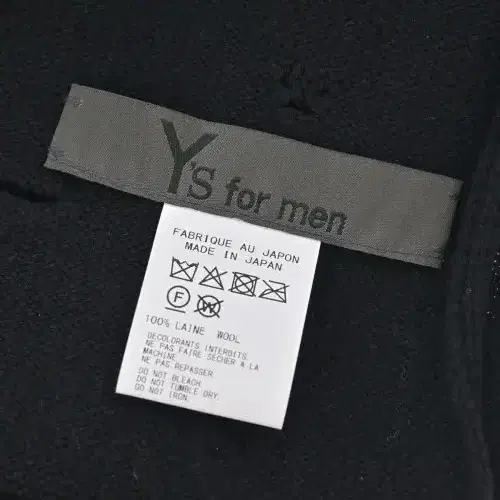 Y's for men
FABRIQUE AU JAPON
MADE IN JAPAN
F W
100% LAINE WOOL
DECOLORANTS INTERDITS
NE PAS FAIRE SECHER A LA
MACHINE
NE PAS REPASSER
DO NOT BLEACH
DO NOT TUMBLE DRY.
DO NOT IRON.